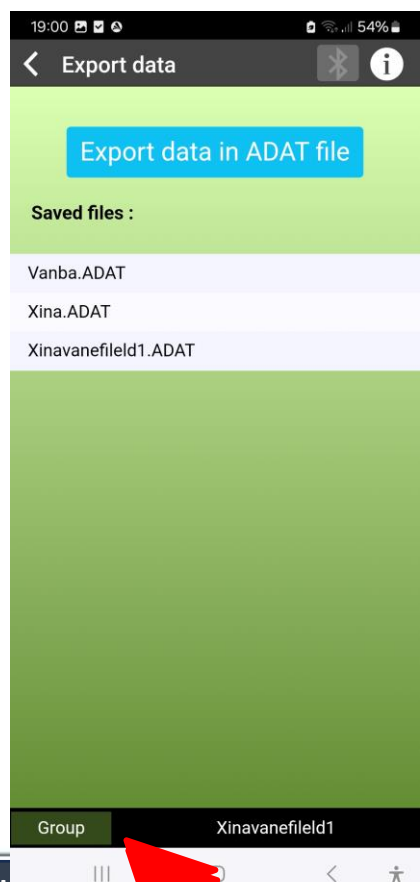 19:00 54%
Export data i
Export data in ADAT file
Saved files :
Vanba.ADAT
Xina.ADAT
Xinavanefileld1.ADAT
Group Xinavanefileld1